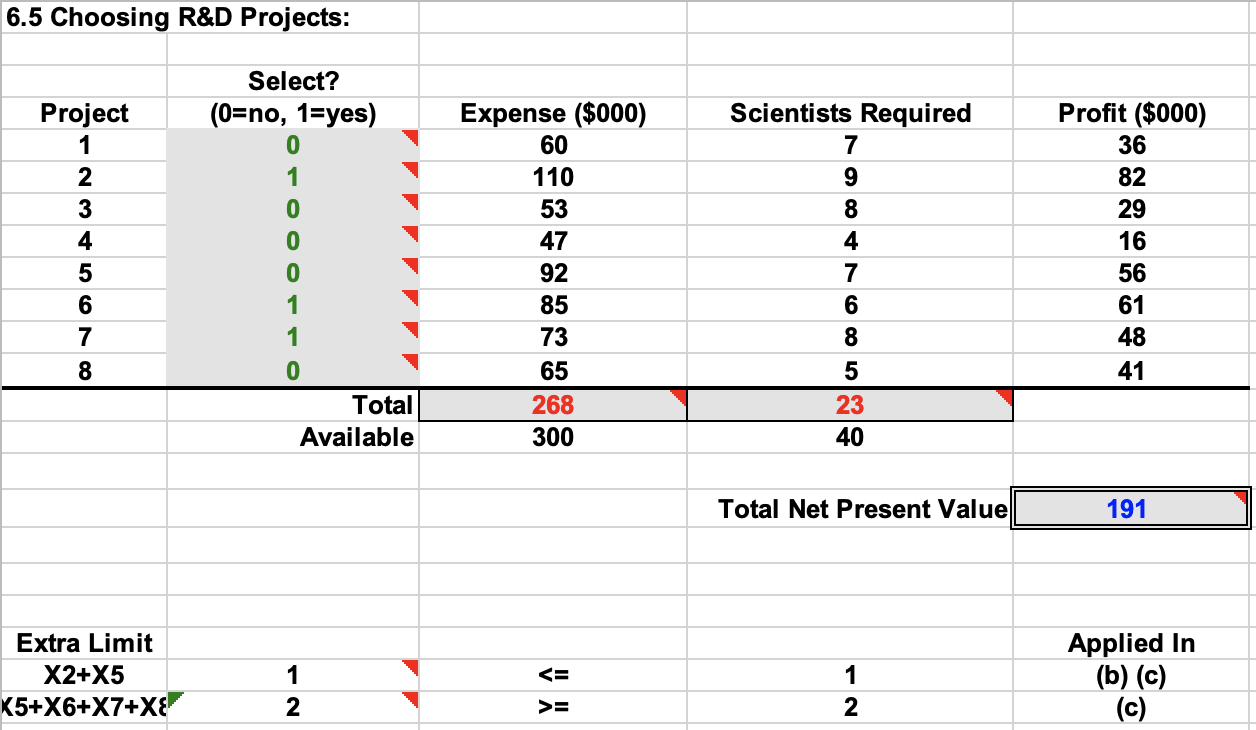 6.5 Choosing R&D Projects:
Select?
Project (0=no, 1=yes) Expense ($000) Scientists Required Profit ($000)
1 0 60 7 36
2 1 110 9 82
3 0 53 8 29
4 0 47 4 16
5 0 92 7 56
6 1 85 6 61
7 1 73 8 48
8 0 65 5 41
Total 268 23
Available 300 40
Total Net Present Value 191
Extra Limit Applied In
X2+X5 1 <= 1 (b) (c)
X5+X6+X7+X8 2 >= 2 (c)